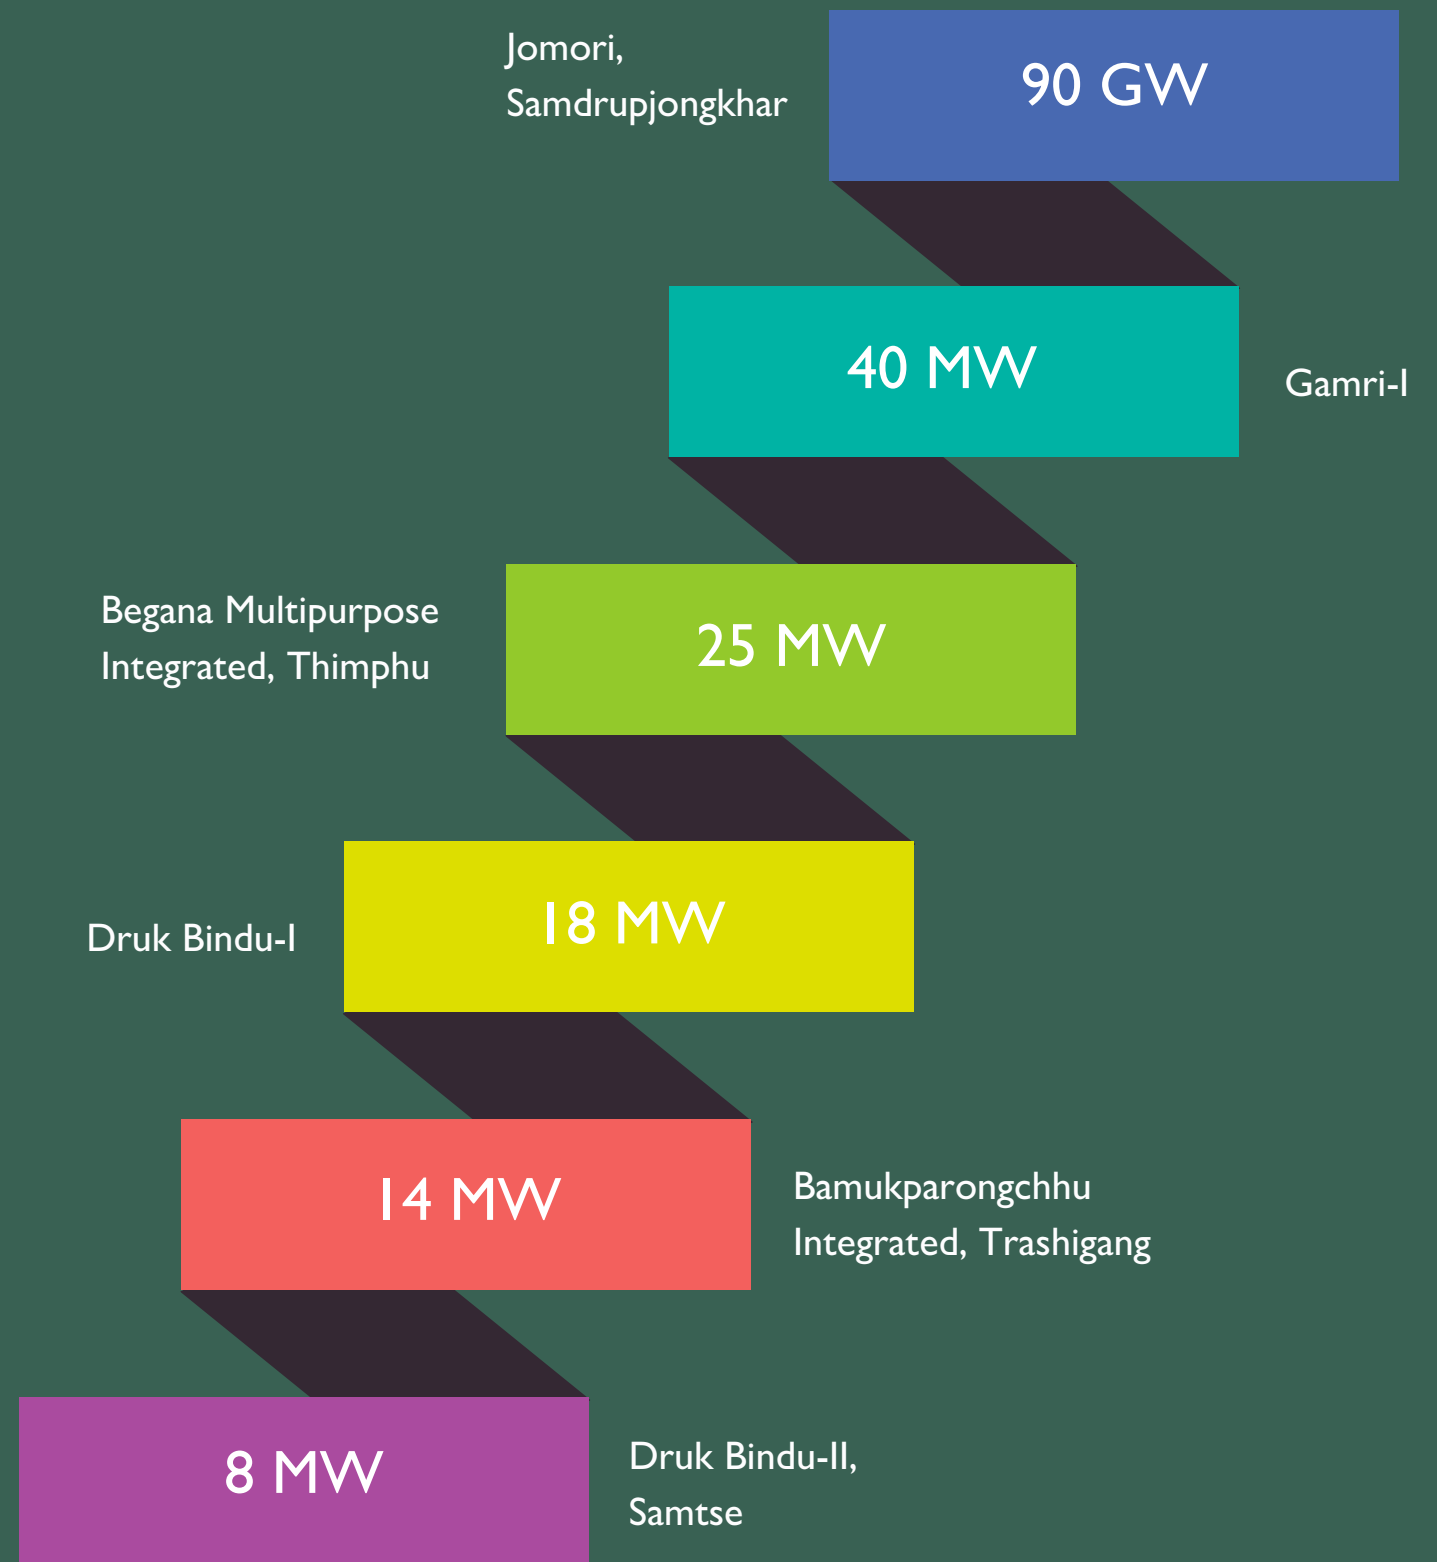 Jomori,
Samdrupjongkhar
90 GW
40 MW
Gamri-I
Begana Multipurpose
Integrated, Thimphu
25 MW
Druk Bindu-I
18 MW
14 MW
Bamukparongchhu
Integrated, Trashigang
8 MW
Druk Bindu-II,
Samtse